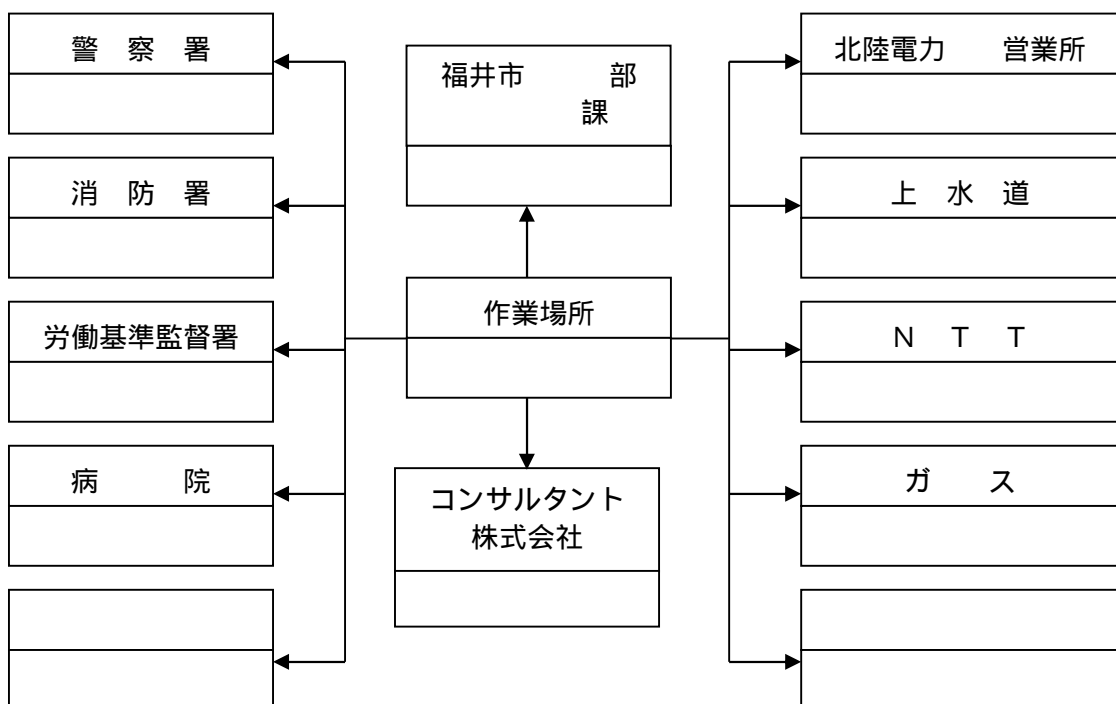 警　察　署
消　防　署
労働基準監督署
病　　　院
福井市　　　部
課
作業場所
コンサルタント
株式会社
北陸電力　　営業所
上　水　道
Ｎ　Ｔ　Ｔ
ガ　　ス